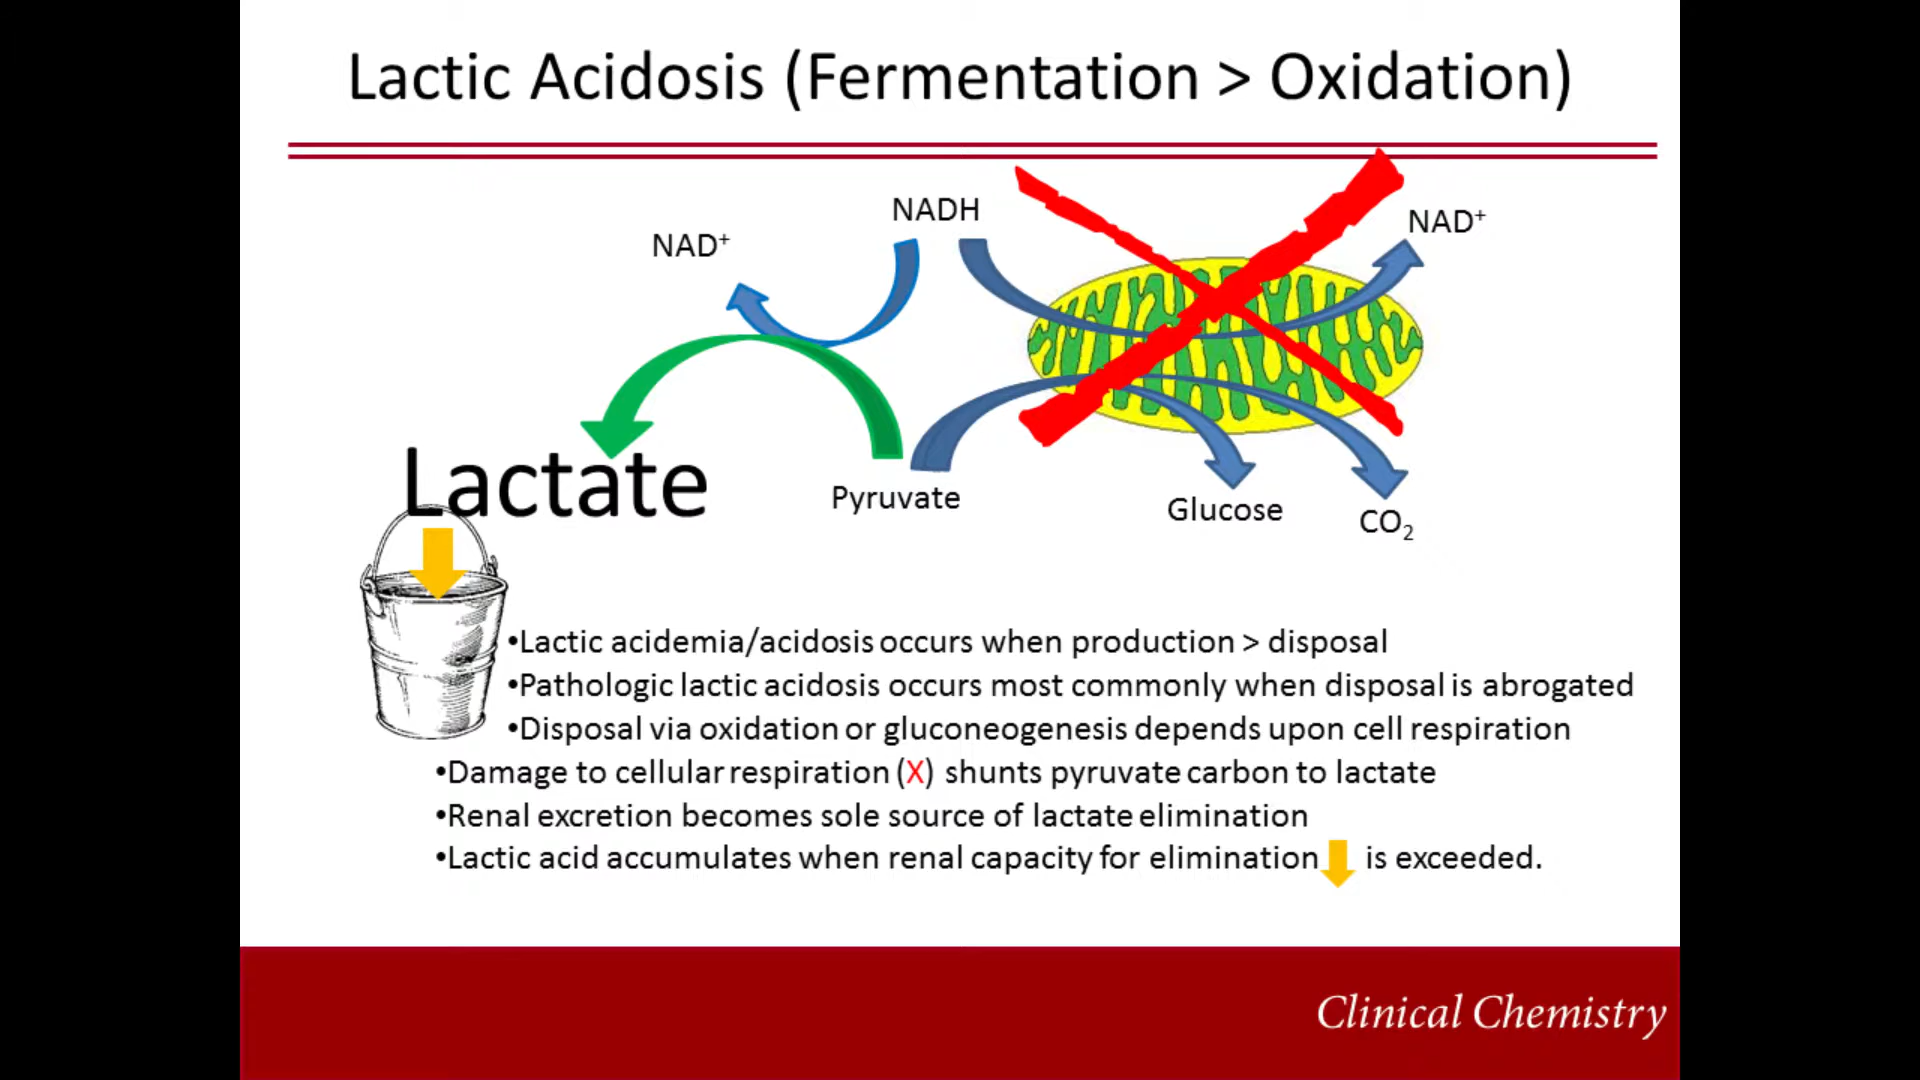 Lactic Acidosis (Fermentation > Oxidation)
NADH
NAD⁺
NAD⁺
Lactate
Pyruvate
Glucose
CO₂
•Lactic acidemia/acidosis occurs when production > disposal
•Pathologic lactic acidosis occurs most commonly when disposal is abrogated
•Disposal via oxidation or gluconeogenesis depends upon cell respiration
•Damage to cellular respiration (X) shunts pyruvate carbon to lactate
•Renal excretion becomes sole source of lactate elimination
•Lactic acid accumulates when renal capacity for elimination is exceeded.
Clinical Chemistry